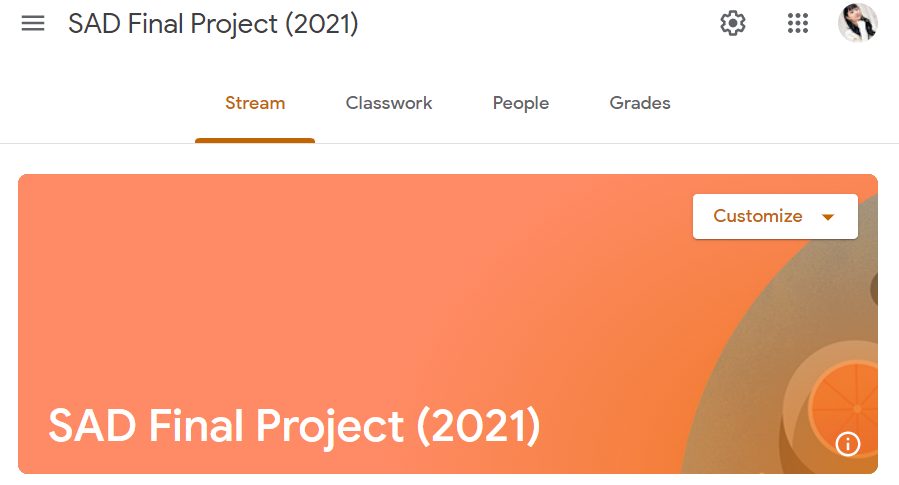 SAD Final Project (2021)
Stream Classwork People Grades
Customize
SAD Final Project (2021)